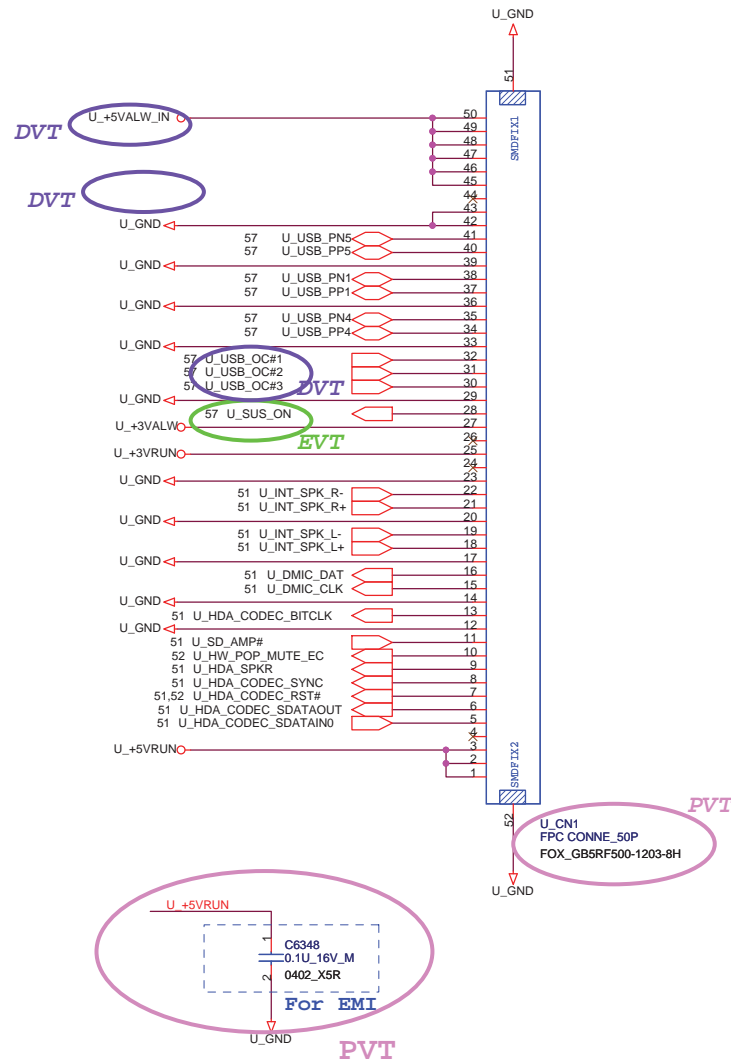 U_GND
51
SMDFIX1
U_+5VALW_IN 50
DVT
49
48
47
46
45
DVT
44
43
U_GND 42
57 U_USB_PN5 41
57 U_USB_PP5 40
U_GND 39
57 U_USB_PN1 38
57 U_USB_PP1 37
U_GND 36
57 U_USB_PN4 35
57 U_USB_PP4 34
U_GND 33
57 U_USB_OC#1 32
57 U_USB_OC#2 31
57 U_USB_OC#3 30
DVT
U_GND 29
57 U_SUS_ON 28
U_+3VALW 27
EVT
26
U_+3VRUN 25
24
U_GND 23
51 U_INT_SPK_R- 22
51 U_INT_SPK_R+ 21
U_GND 20
51 U_INT_SPK_L- 19
51 U_INT_SPK_L+ 18
U_GND 17
51 U_DMIC_DAT 16
51 U_DMIC_CLK 15
U_GND 14
51 U_HDA_CODEC_BITCLK 13
U_GND 12
51 U_SD_AMP# 11
52 U_HW_POP_MUTE_EC 10
51 U_HDA_SPKR 9
51 U_HDA_CODEC_SYNC 8
51,52 U_HDA_CODEC_RST# 7
51 U_HDA_CODEC_SDATAOUT 6
51 U_HDA_CODEC_SDATAIN0 5
4
U_+5VRUN 3
2
1
SMDFIX2
52
PVT
U_CN1
FPC CONNE_50P
FOX_GB5RF500-1203-8H
U_GND
U_+5VRUN
1
C6348
0.1U_16V_M
2
0402_X5R
For EMI
U_GND
PVT